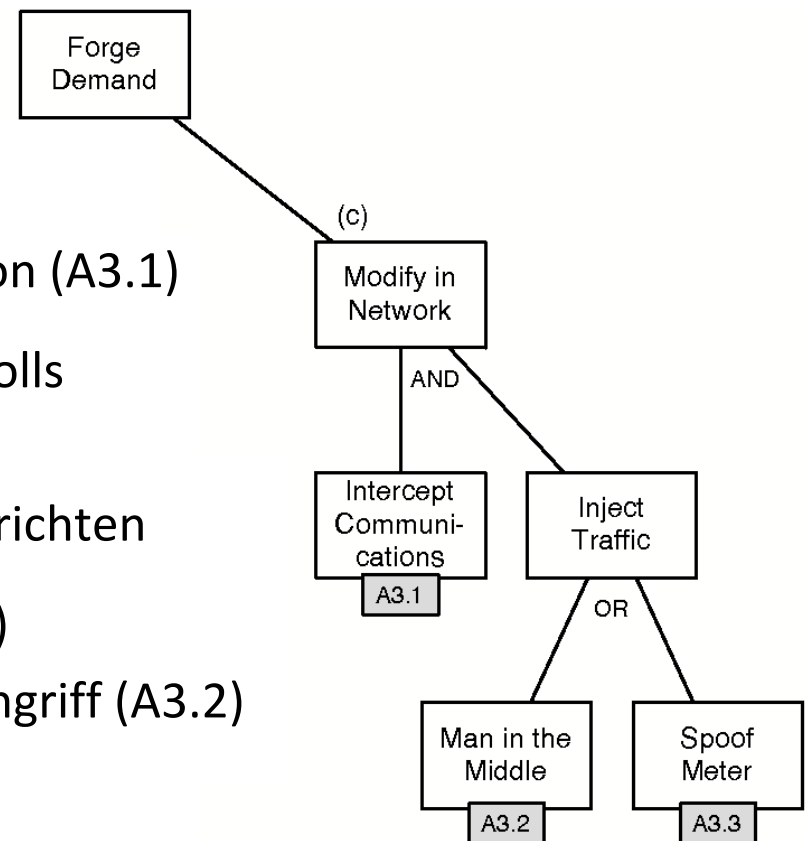 Forge
Demand
(c)
on (A3.1)
Modify in
Network
olls
AND
Intercept
Communi-
cations
Inject
Traffic
richten
A3.1
OR
)
ngriff (A3.2)
Man in the
Middle
Spoof
Meter
A3.2
A3.3